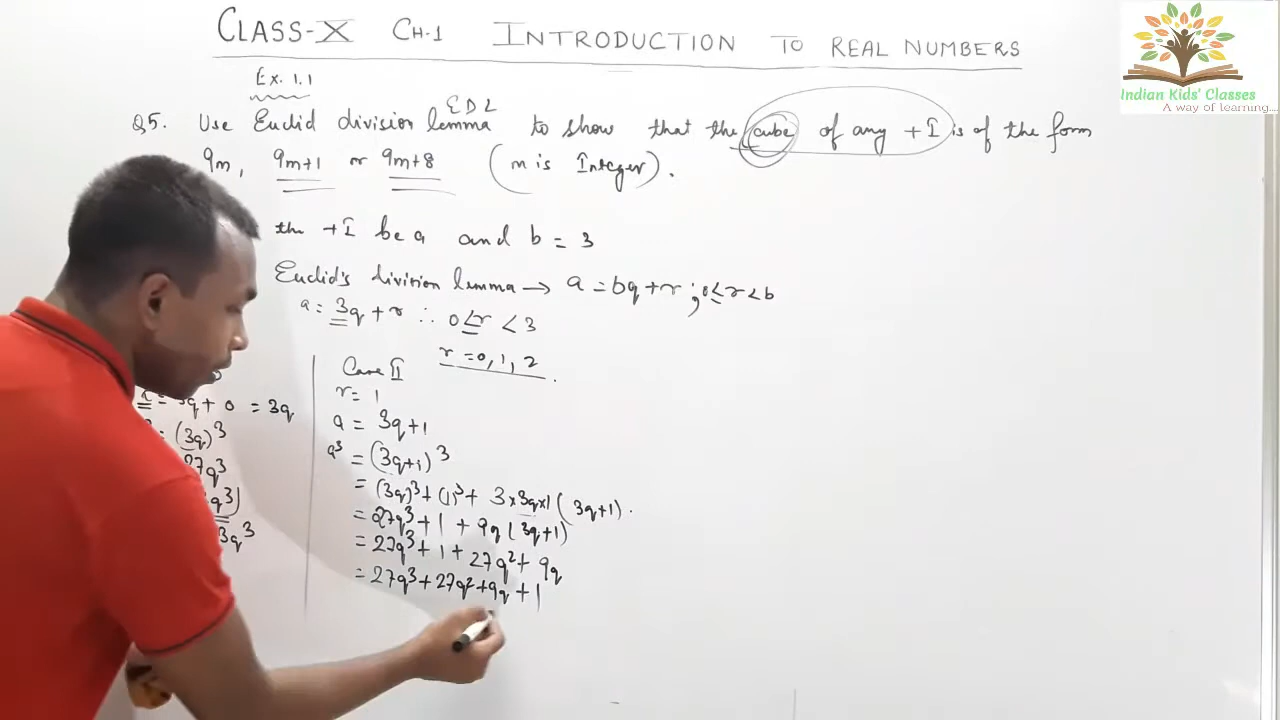 CLASS-X CH-1 INTRODUCTION TO REAL NUMBERS
Indian Kids' Classes
A way of learning....
Ex. 1.1
EDL
Q5. Use Euclid division lemma to show that the cube of any +I is of the form
9m, 9m+1 or 9m+8 (m is Integer).
the +I be a and b = 3
Euclid's division lemma → a = bq + r ; 0 ≤ r < b
a = 3q + r ∴ 0 ≤ r < 3
r = 0, 1, 2
= 3q + 0 = 3q
= (3q)³
27q³
q³)
3q³
Case II
r = 1
a = 3q+1
a³ = (3q+1)³
= (3q)³ + (1)³ + 3×3q×1 (3q+1).
= 27q³ + 1 + 9q (3q+1)
= 27q³ + 1 + 27q² + 9q
= 27q³ + 27q² + 9q + 1